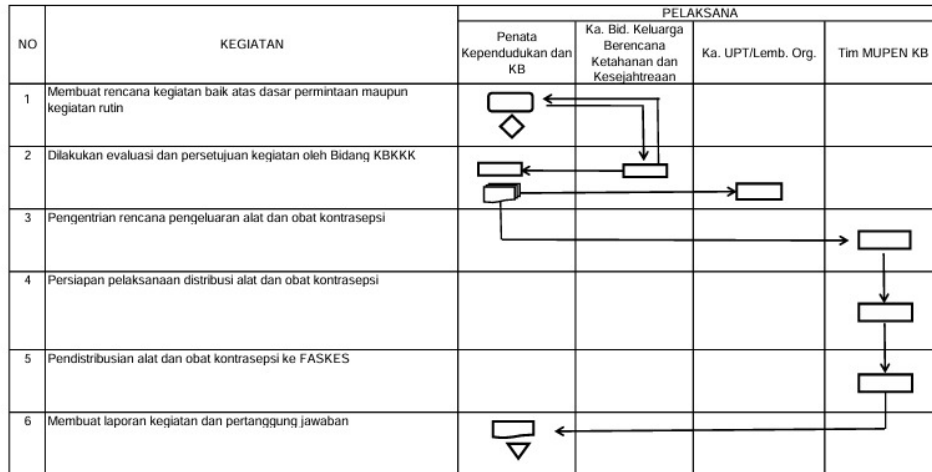 PELAKSANA
NO
KEGIATAN
Penata
Kependudukan dan
KB
Ka. Bid. Keluarga
Berencana
Ketahanan dan
Kesejahtreaan
Ka. UPT/Lemb. Org.
Tim MUPEN KB
1
Membuat rencana kegiatan baik atas dasar permintaan maupun
kegiatan rutin
2
Dilakukan evaluasi dan persetujuan kegiatan oleh Bidang KBKKK
3
Pengentrian rencana pengeluaran alat dan obat kontrasepsi
4
Persiapan pelaksanaan distribusi alat dan obat kontrasepsi
5
Pendistribusian alat dan obat kontrasepsi ke FASKES
6
Membuat laporan kegiatan dan pertanggung jawaban